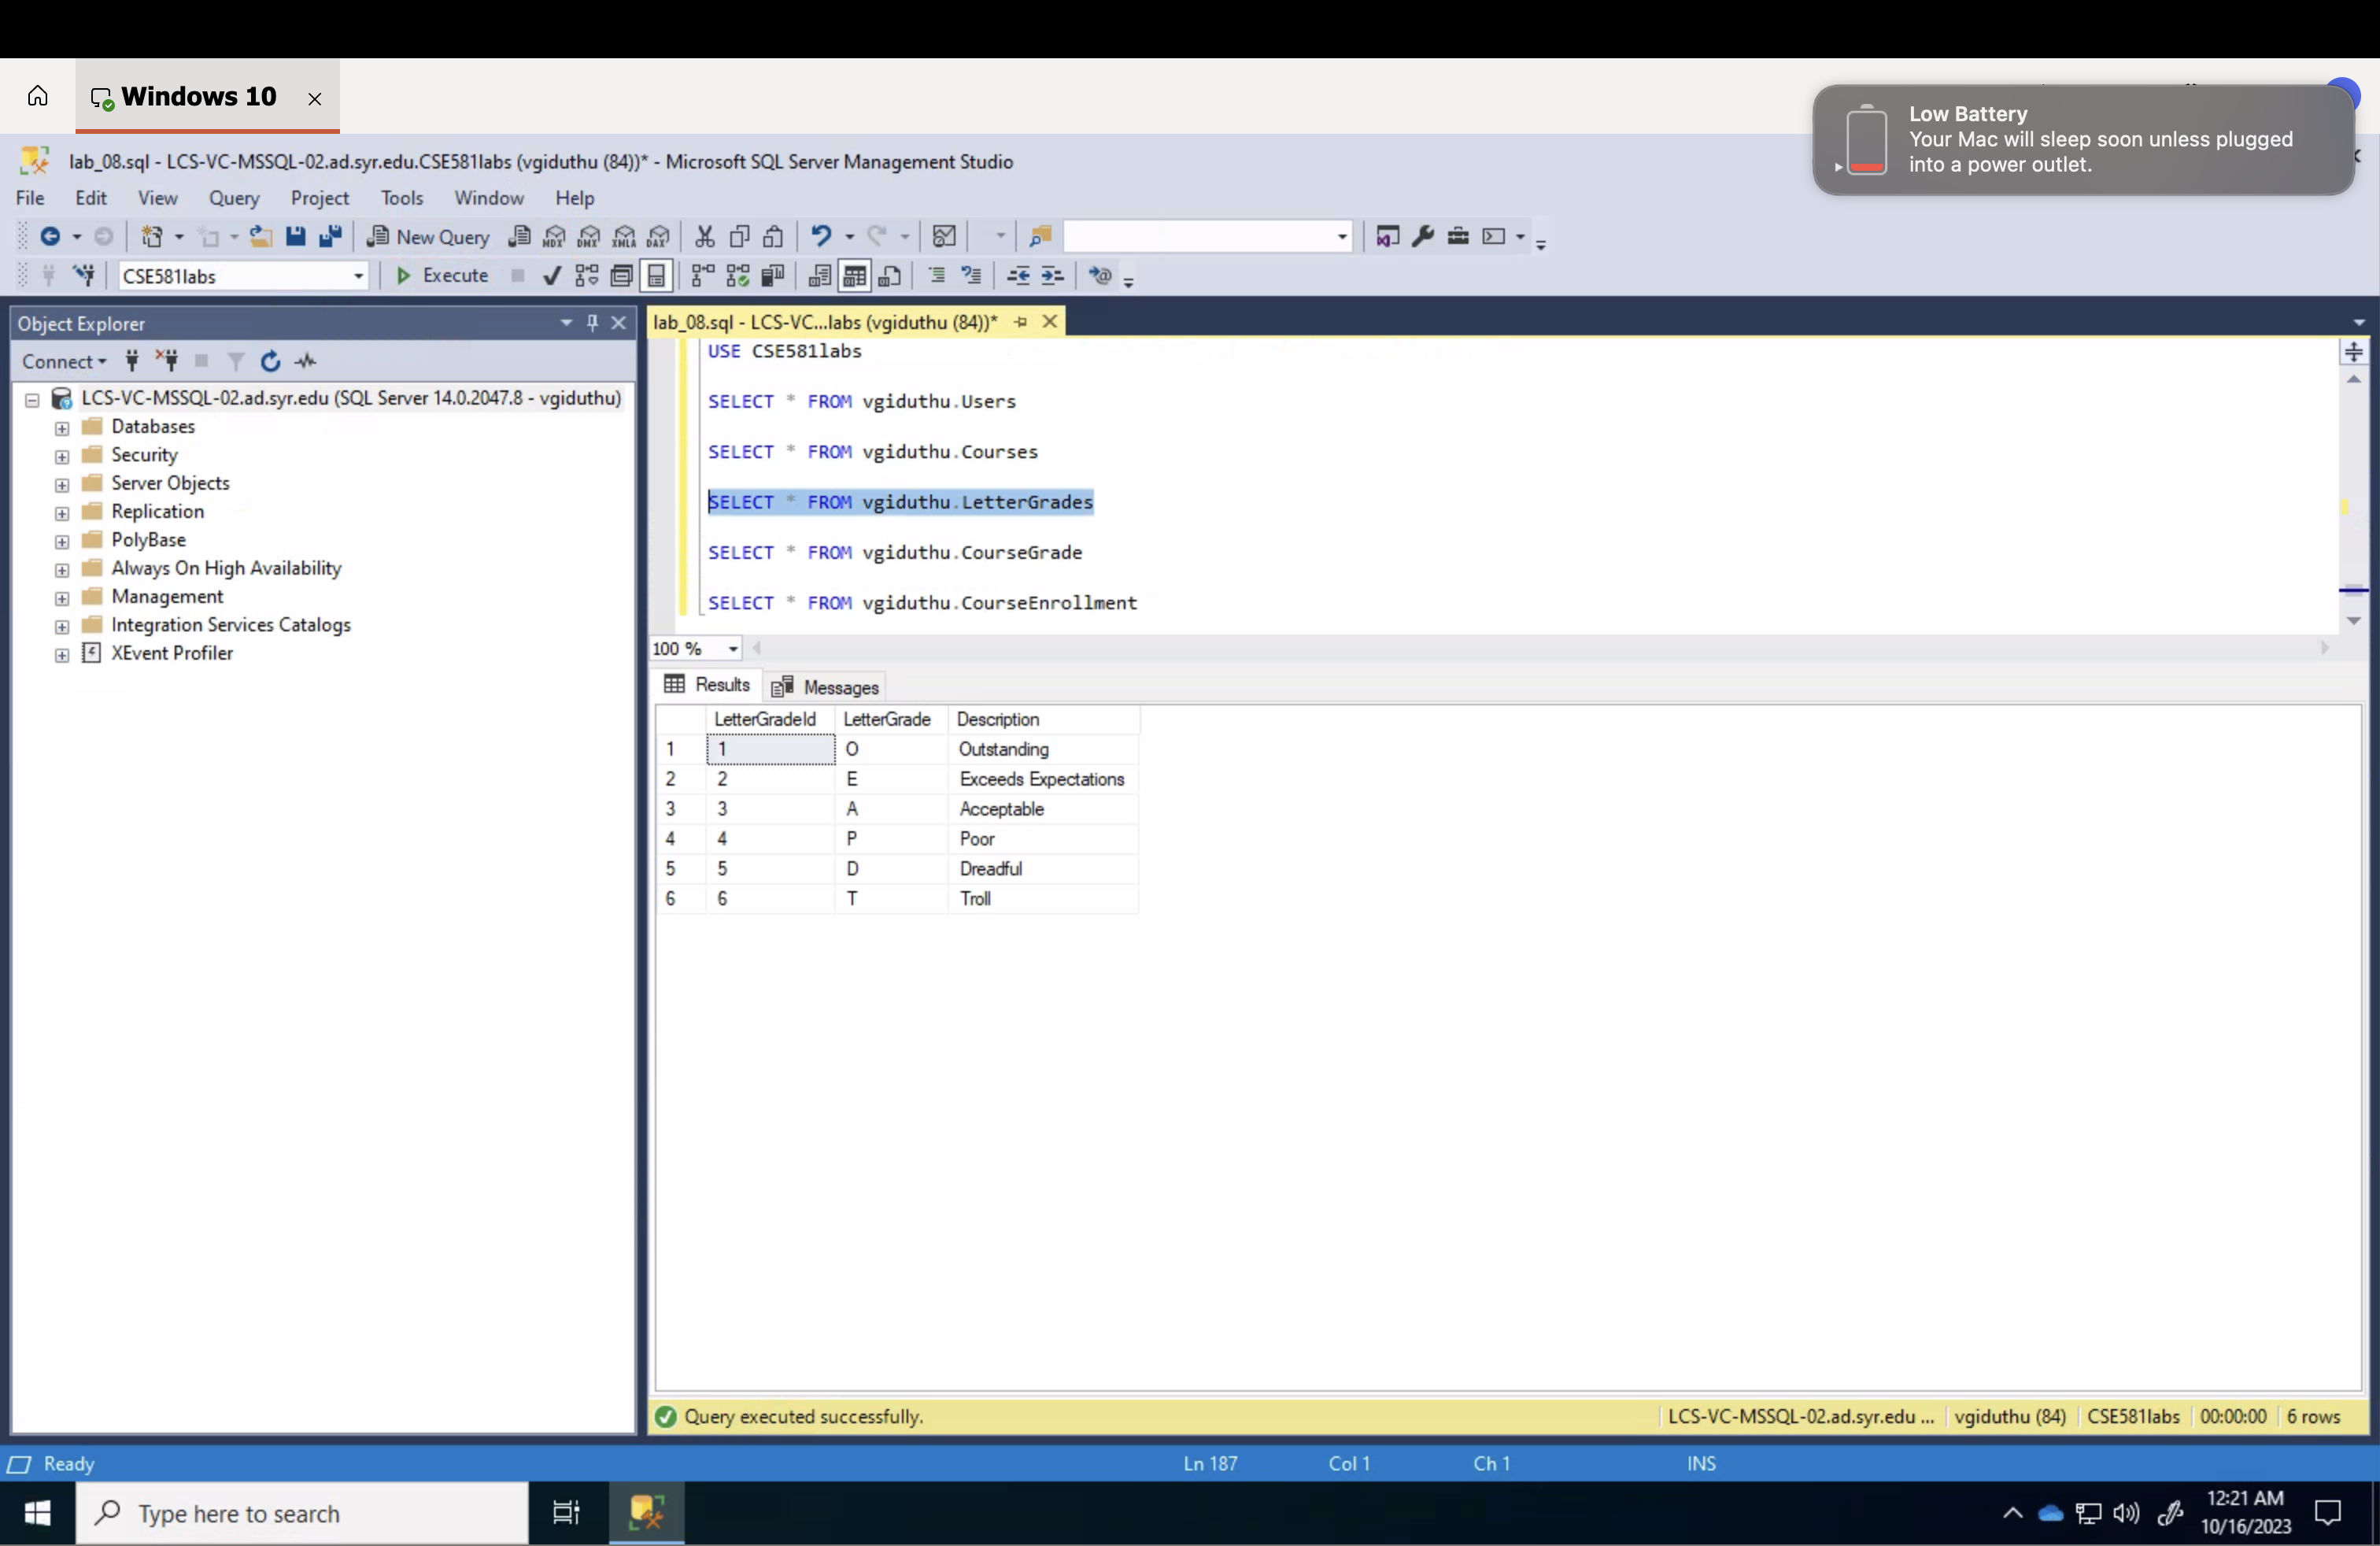 Windows 10
Low Battery
Your Mac will sleep soon unless plugged
into a power outlet.
lab_08.sql - LCS-VC-MSSQL-02.ad.syr.edu.CSE581labs (vgiduthu (84))* - Microsoft SQL Server Management Studio
File Edit View Query Project Tools Window Help
New Query MDX DMX XMLA DAX
CSE581labs Execute
Object Explorer
lab_08.sql - LCS-VC...labs (vgiduthu (84))*
Connect
LCS-VC-MSSQL-02.ad.syr.edu (SQL Server 14.0.2047.8 - vgiduthu)
Databases
Security
Server Objects
Replication
PolyBase
Always On High Availability
Management
Integration Services Catalogs
XEvent Profiler
USE CSE581labs
SELECT * FROM vgiduthu.Users
SELECT * FROM vgiduthu.Courses
SELECT * FROM vgiduthu.LetterGrades
SELECT * FROM vgiduthu.CourseGrade
SELECT * FROM vgiduthu.CourseEnrollment
100 %
Results Messages
LetterGradeId LetterGrade Description
1 1 O Outstanding
2 2 E Exceeds Expectations
3 3 A Acceptable
4 4 P Poor
5 5 D Dreadful
6 6 T Troll
Query executed successfully. LCS-VC-MSSQL-02.ad.syr.edu ... vgiduthu (84) CSE581labs 00:00:00 6 rows
Ready Ln 187 Col 1 Ch 1 INS
Type here to search
12:21 AM
10/16/2023